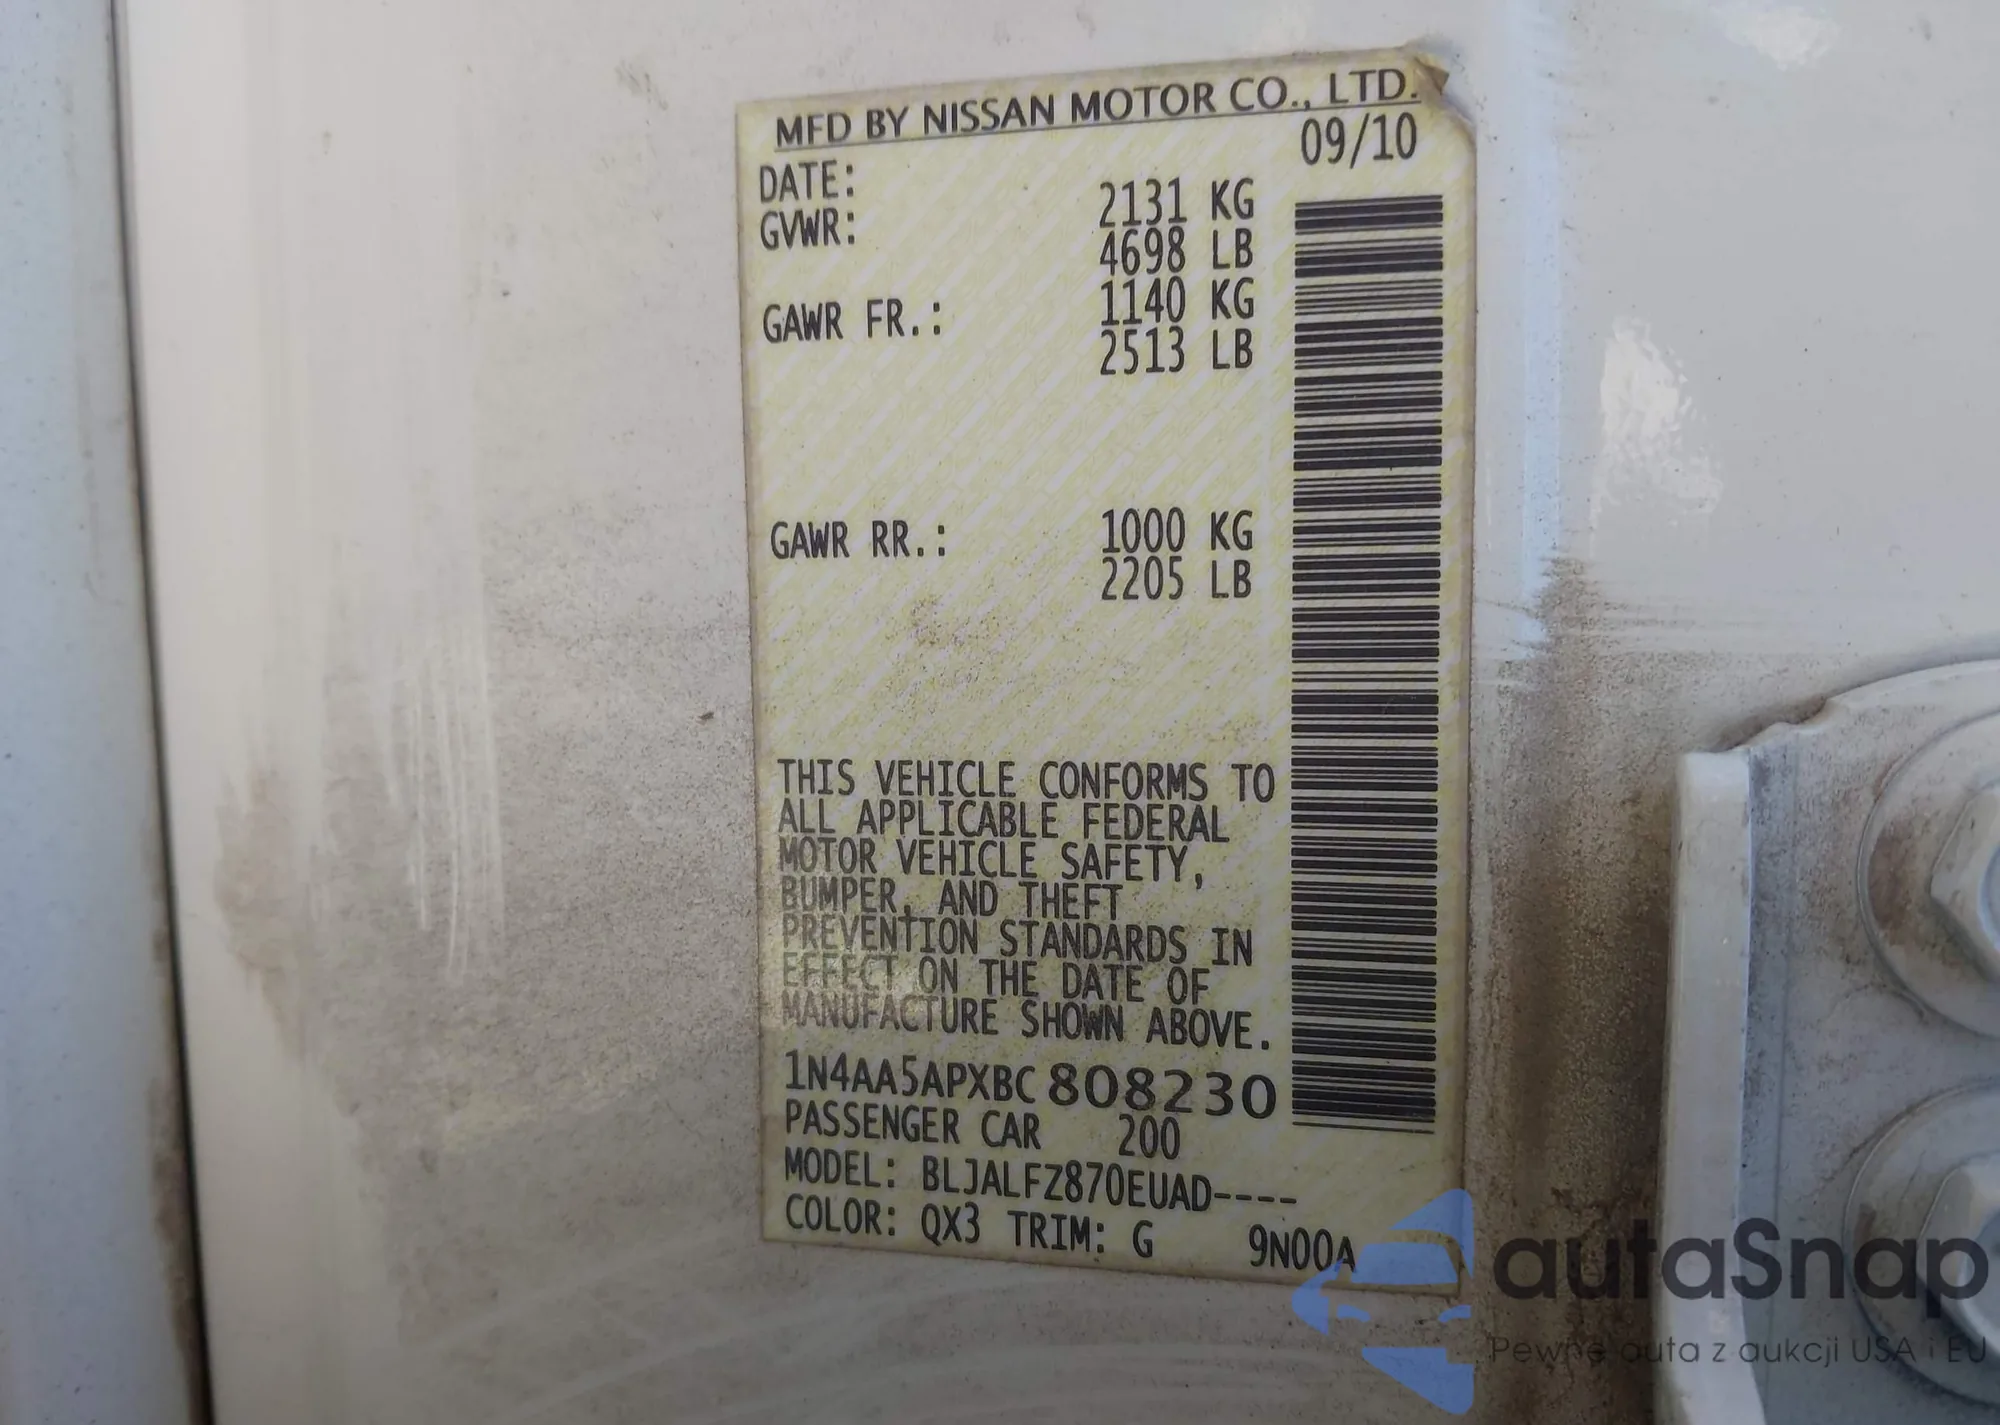 MFD BY NISSAN MOTOR CO., LTD.
DATE: 09/10
GVWR: 2131 KG
4698 LB
GAWR FR.: 1140 KG
2513 LB
GAWR RR.: 1000 KG
2205 LB
THIS VEHICLE CONFORMS TO
ALL APPLICABLE FEDERAL
MOTOR VEHICLE SAFETY,
BUMPER, AND THEFT
PREVENTION STANDARDS IN
EFFECT ON THE DATE OF
MANUFACTURE SHOWN ABOVE.
1N4AA5APXBC808230
PASSENGER CAR 200
MODEL: BLJALFZ870EUAD----
COLOR: QX3 TRIM: G 9N00A
autaSnap
Pewne auta z aukcji USA i EU